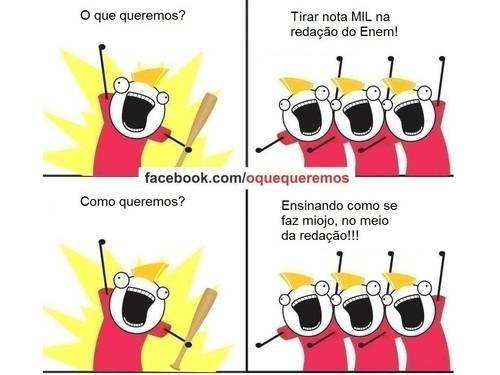 O que queremos?
Tirar nota MIL na
redação do Enem!
facebook.com/oquequeremos
Como queremos?
Ensinando como se
faz miojo, no meio
da redação!!!